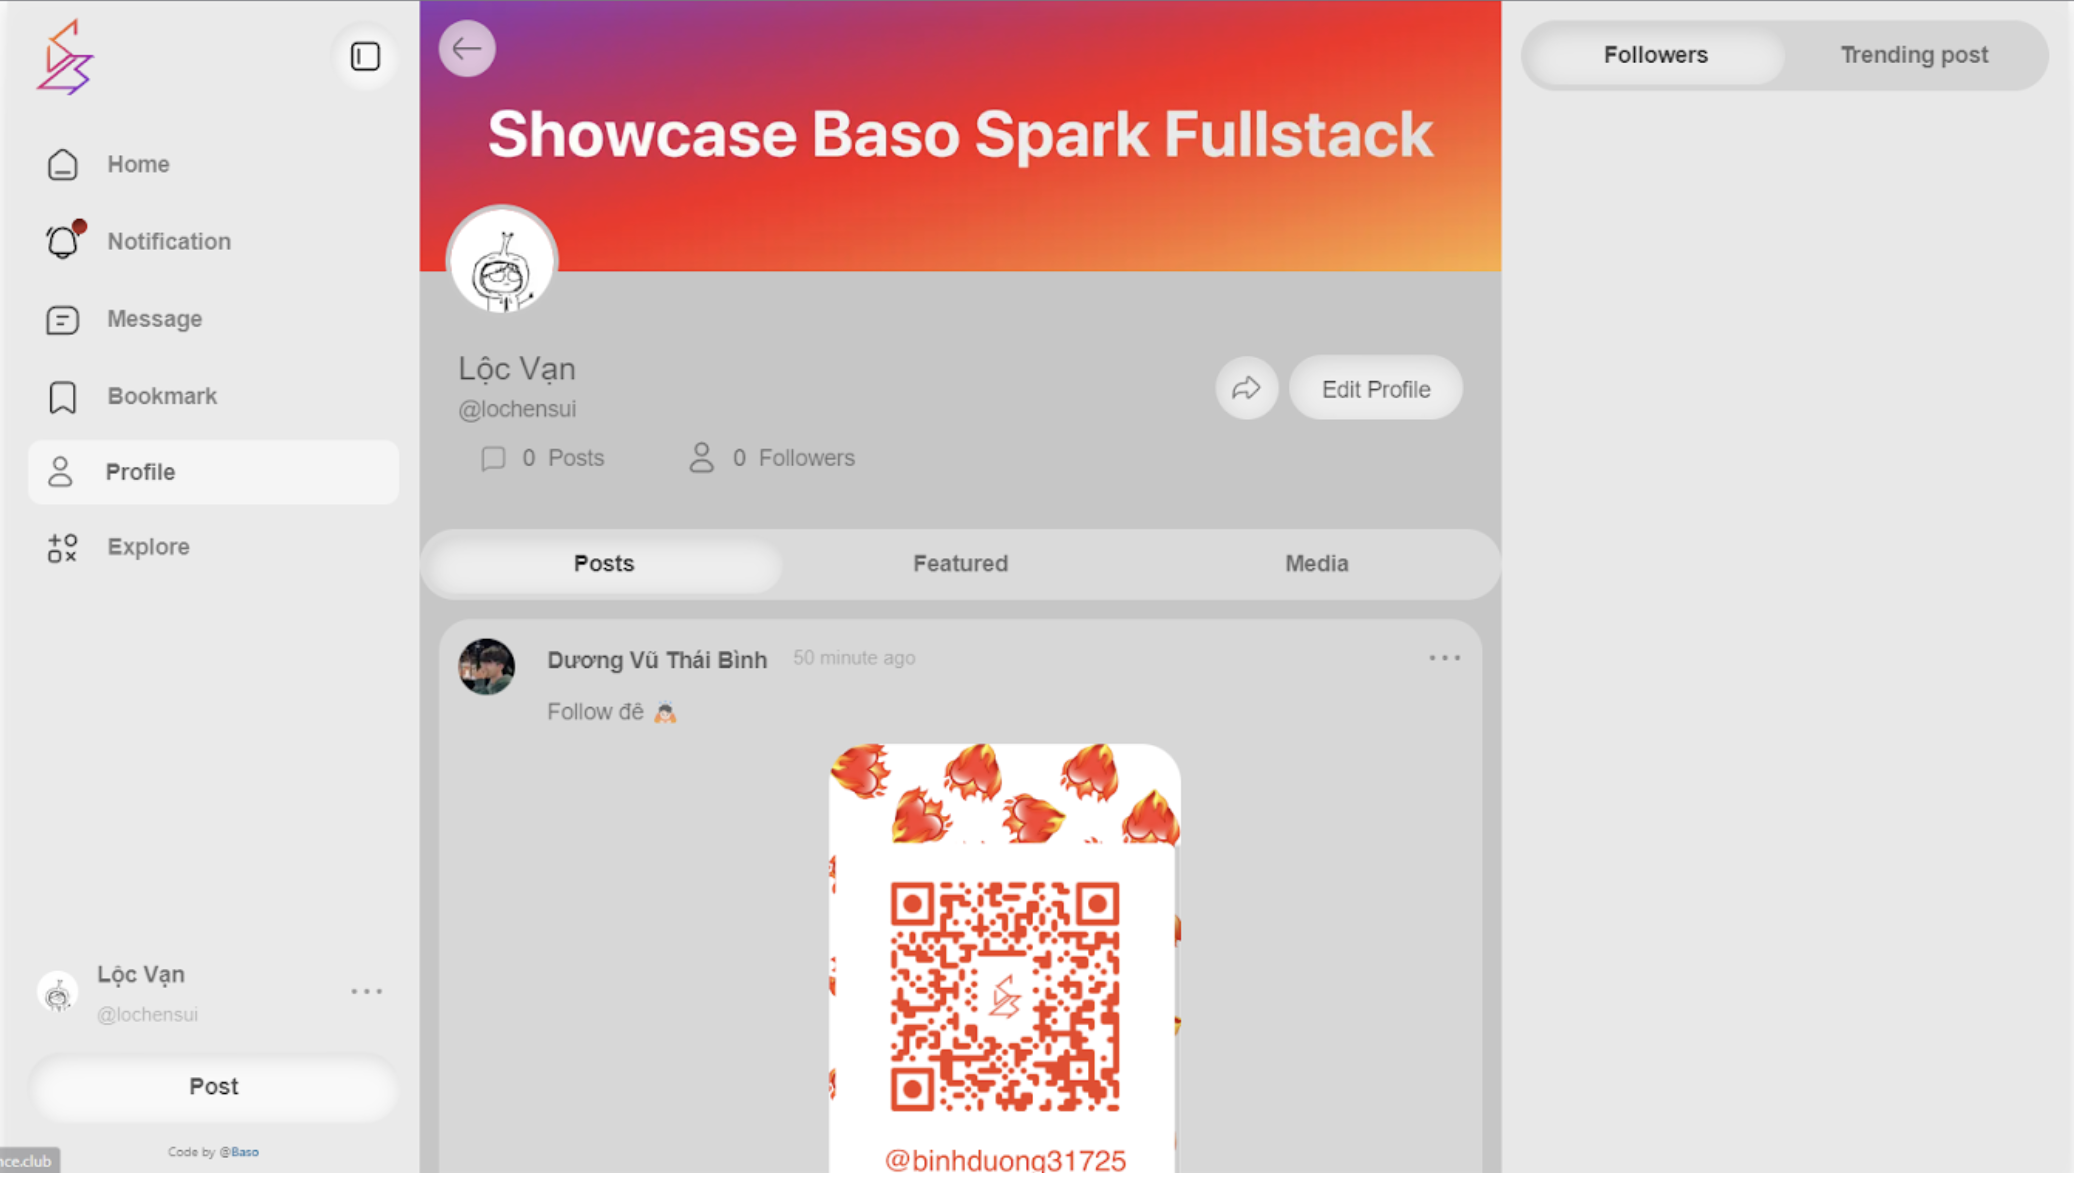 Home
Notification
Message
Bookmark
Profile
Explore
Lộc Vạn
@lochensui
Post
Code by @Baso
nce.club
Showcase Baso Spark Fullstack
Lộc Vạn
@lochensui
Edit Profile
0 Posts 0 Followers
Posts Featured Media
Dương Vũ Thái Bình 50 minute ago
Follow đê 🙇
@binhduong31725
Followers Trending post